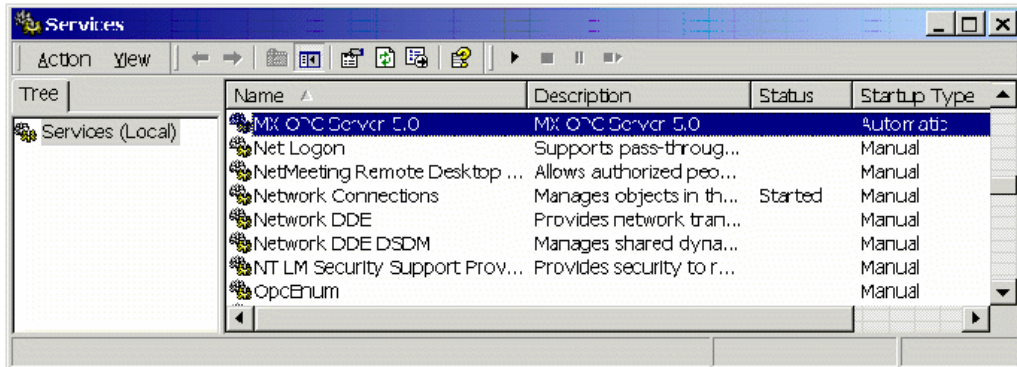 Services
Action View
Tree
Name Description Status Startup Type
Services (Local)
MX OPC Server 5.0 MX OPC Server 5.0 Automatic
Net Logon Supports pass-throug... Manual
NetMeeting Remote Desktop ... Allows authorized peo... Manual
Network Connections Manages objects in th... Started Manual
Network DDE Provides network tran... Manual
Network DDE DSDM Manages shared dyna... Manual
NT LM Security Support Prov... Provides security to r... Manual
OpcEnum Manual